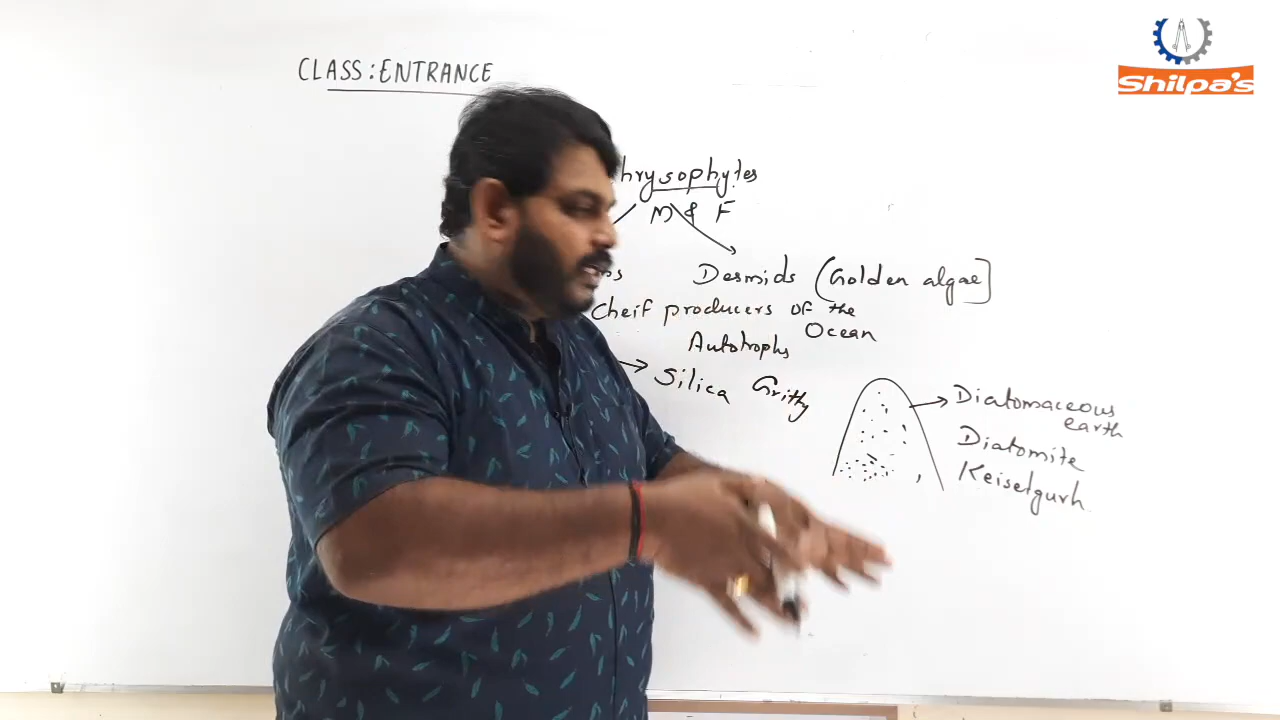 CLASS: ENTRANCE
Shilpa's
hrysophytes
M & F
ns
Desmids (Golden algae]
Cheif producers of the
Ocean
Autotrophs
Silica Gritty
Diatomaceous
earth
Diatomite
Keiselgurh